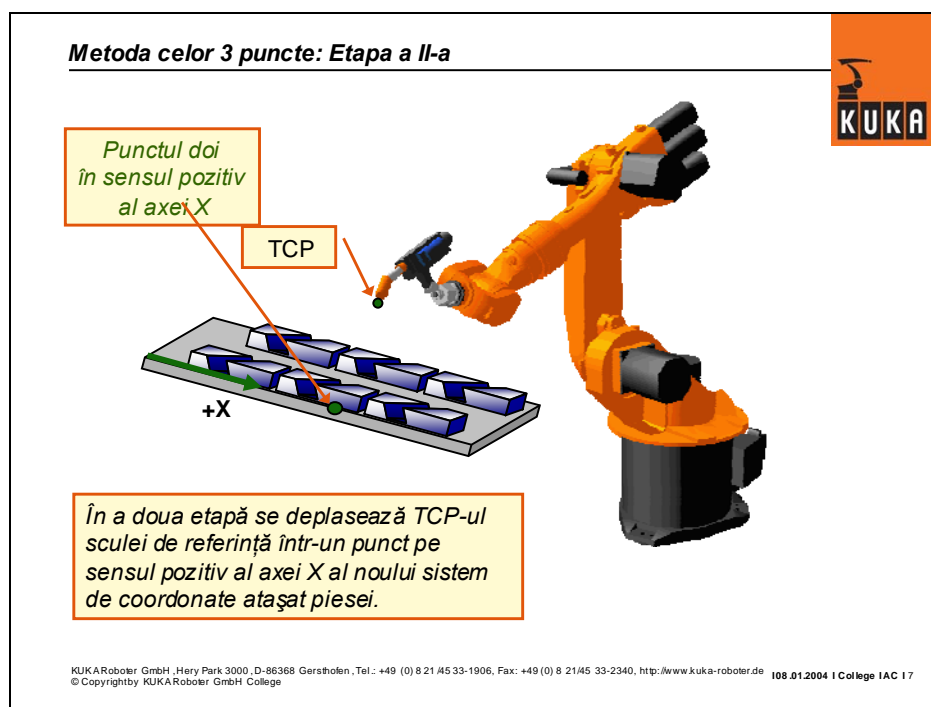 Metoda celor 3 puncte: Etapa a II-a
KUKA
Punctul doi
în sensul pozitiv
al axei X
TCP
+X
În a doua etapă se deplasează TCP-ul
sculei de referință într-un punct pe
sensul pozitiv al axei X al noului sistem
de coordonate atașat piesei.
KUKA Roboter GmbH , Hery Park 3000 , D-86368 Gersthofen , Tel.: +49 (0) 8 21 /45 33-1906, Fax: +49 (0) 8 21/45 33-2340, http://www.kuka-roboter.de
I08 .01.2004 I College IAC I 7
© Copyrightby KUKA Roboter GmbH College